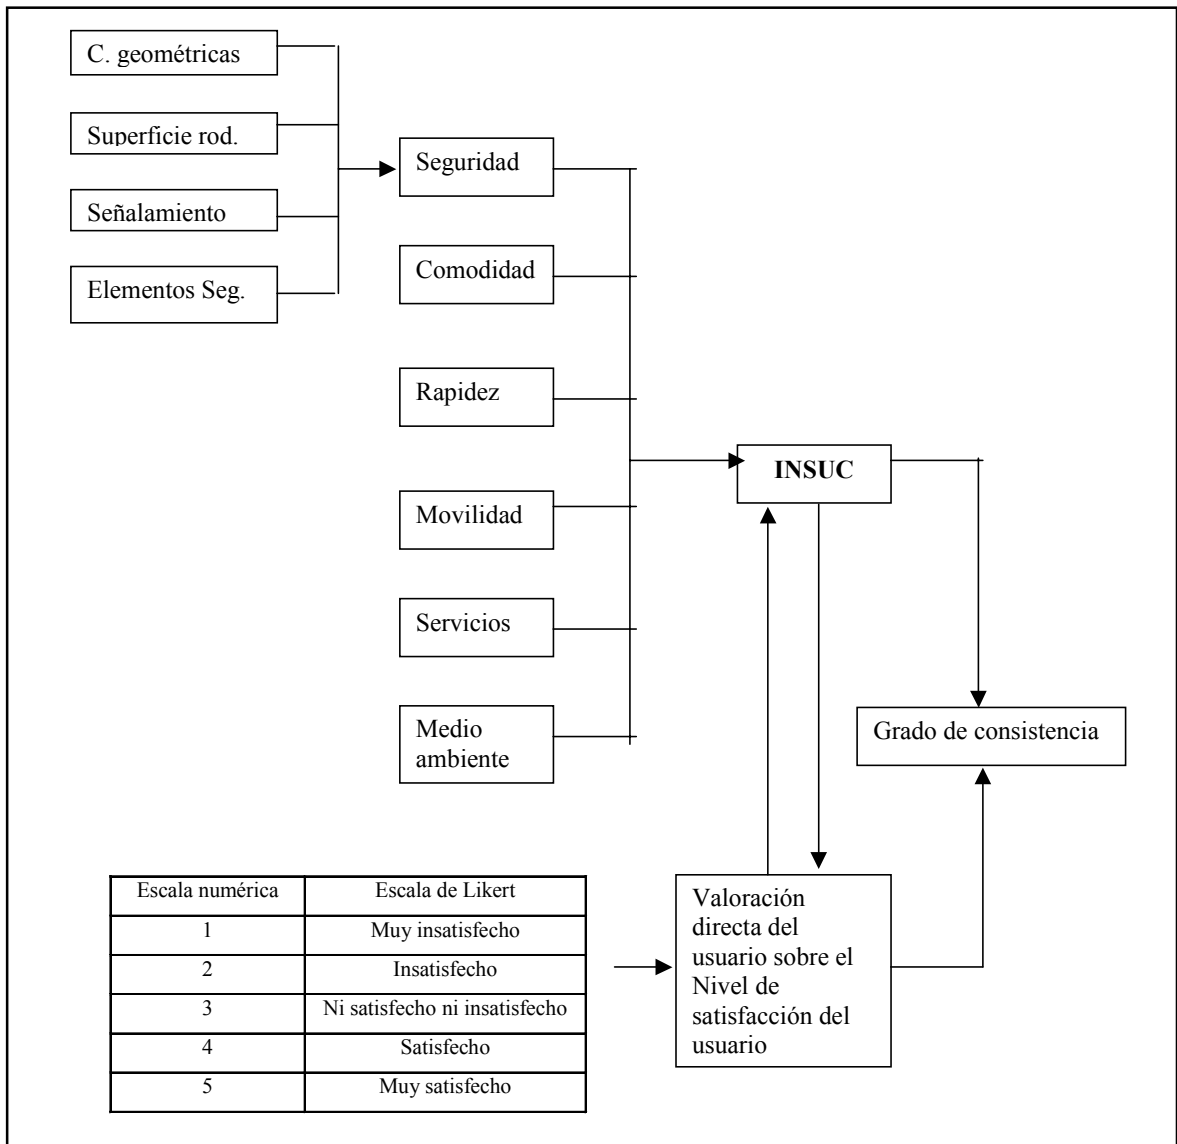 C. geométricas
Superficie rod.
Señalamiento
Elementos Seg.
Seguridad
Comodidad
Rapidez
Movilidad
Servicios
Medio
ambiente
INSUC
Grado de consistencia
Escala numérica Escala de Likert
1 Muy insatisfecho
2 Insatisfecho
3 Ni satisfecho ni insatisfecho
4 Satisfecho
5 Muy satisfecho
Valoración
directa del
usuario sobre el
Nivel de
satisfacción del
usuario